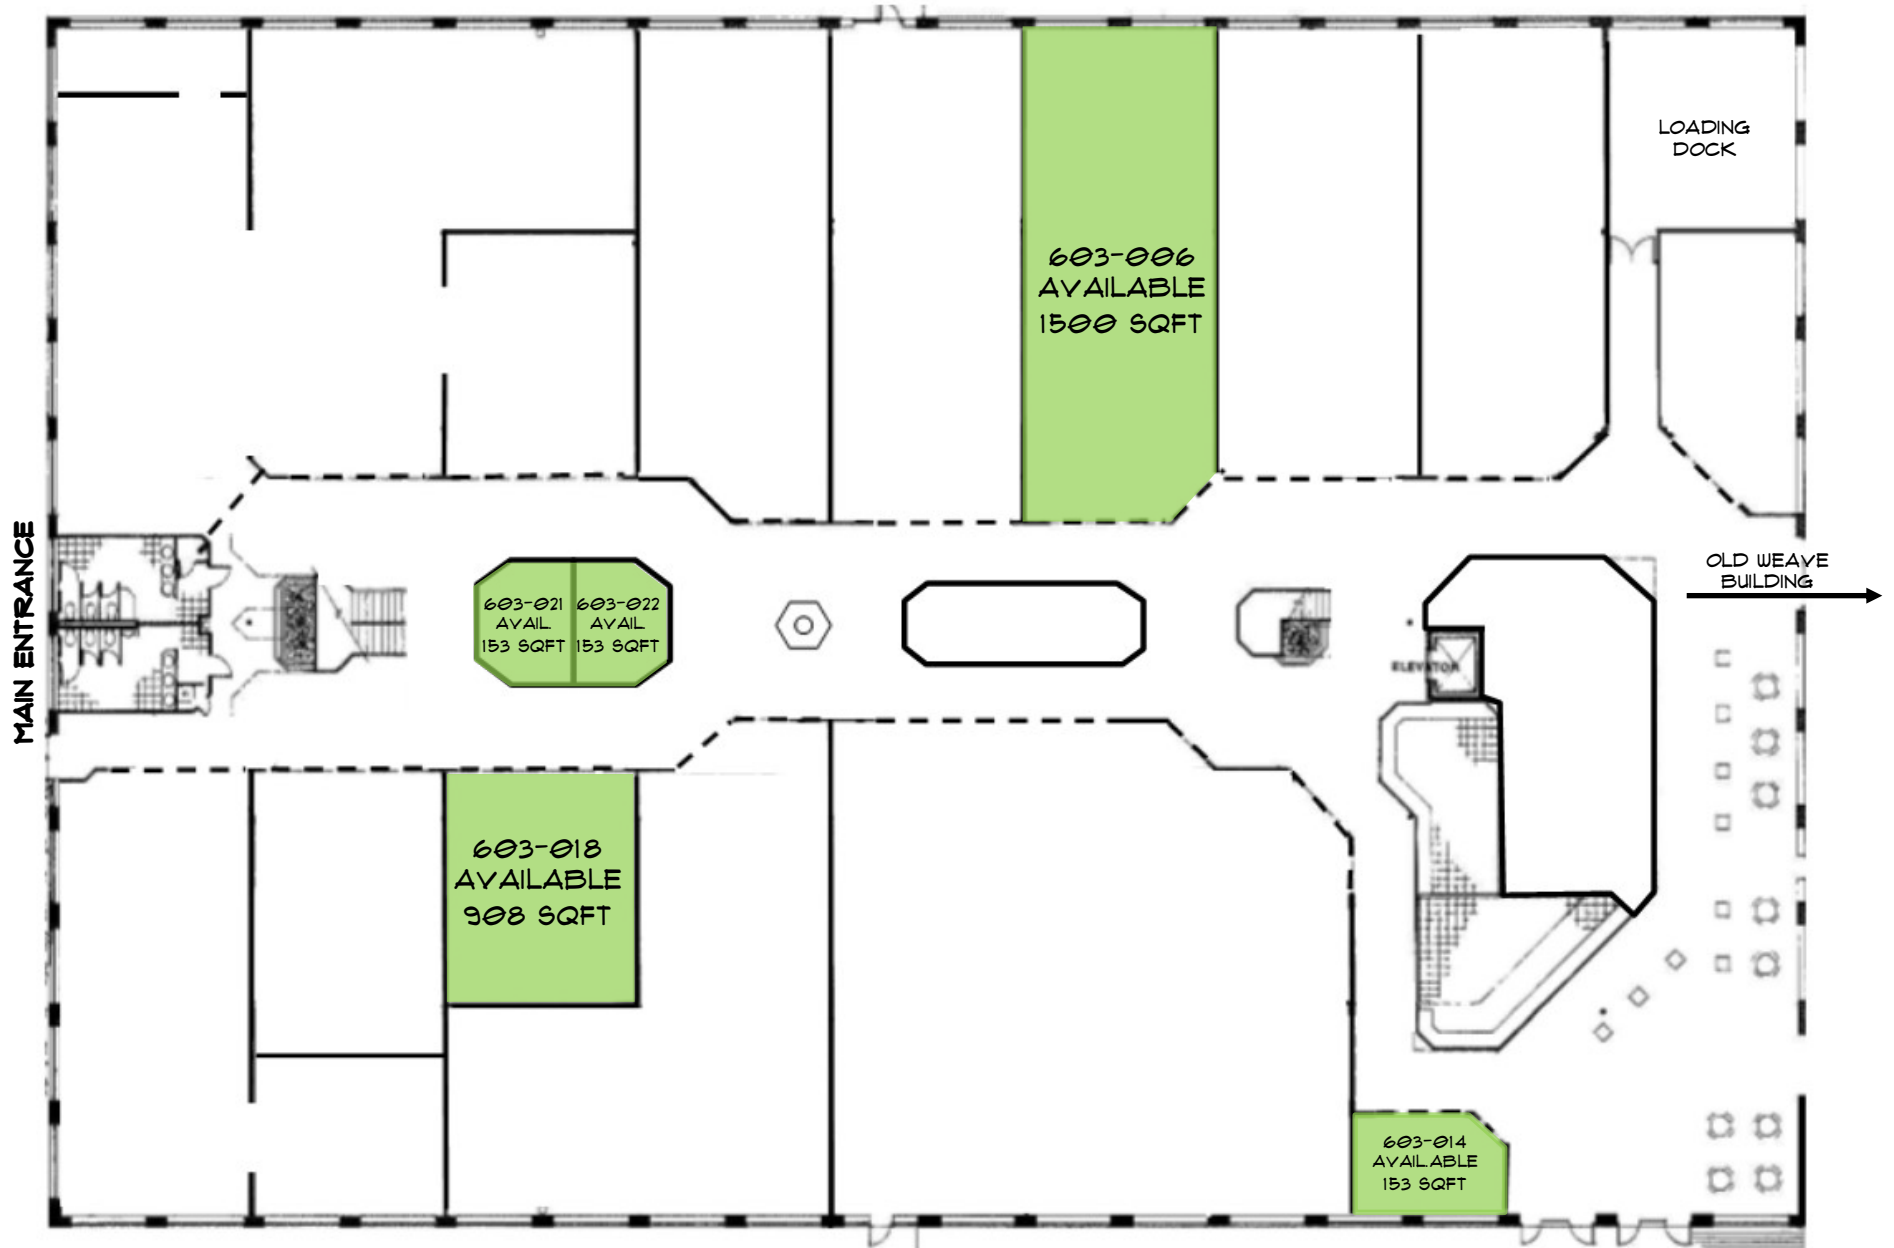 LOADING
DOCK
603-006
AVAILABLE
1500 SQFT
MAIN ENTRANCE
OLD WEAVE
BUILDING
603-021
AVAIL
153 SQFT
603-022
AVAIL
153 SQFT
ELEVATOR
603-018
AVAILABLE
908 SQFT
603-014
AVAILABLE
153 SQFT